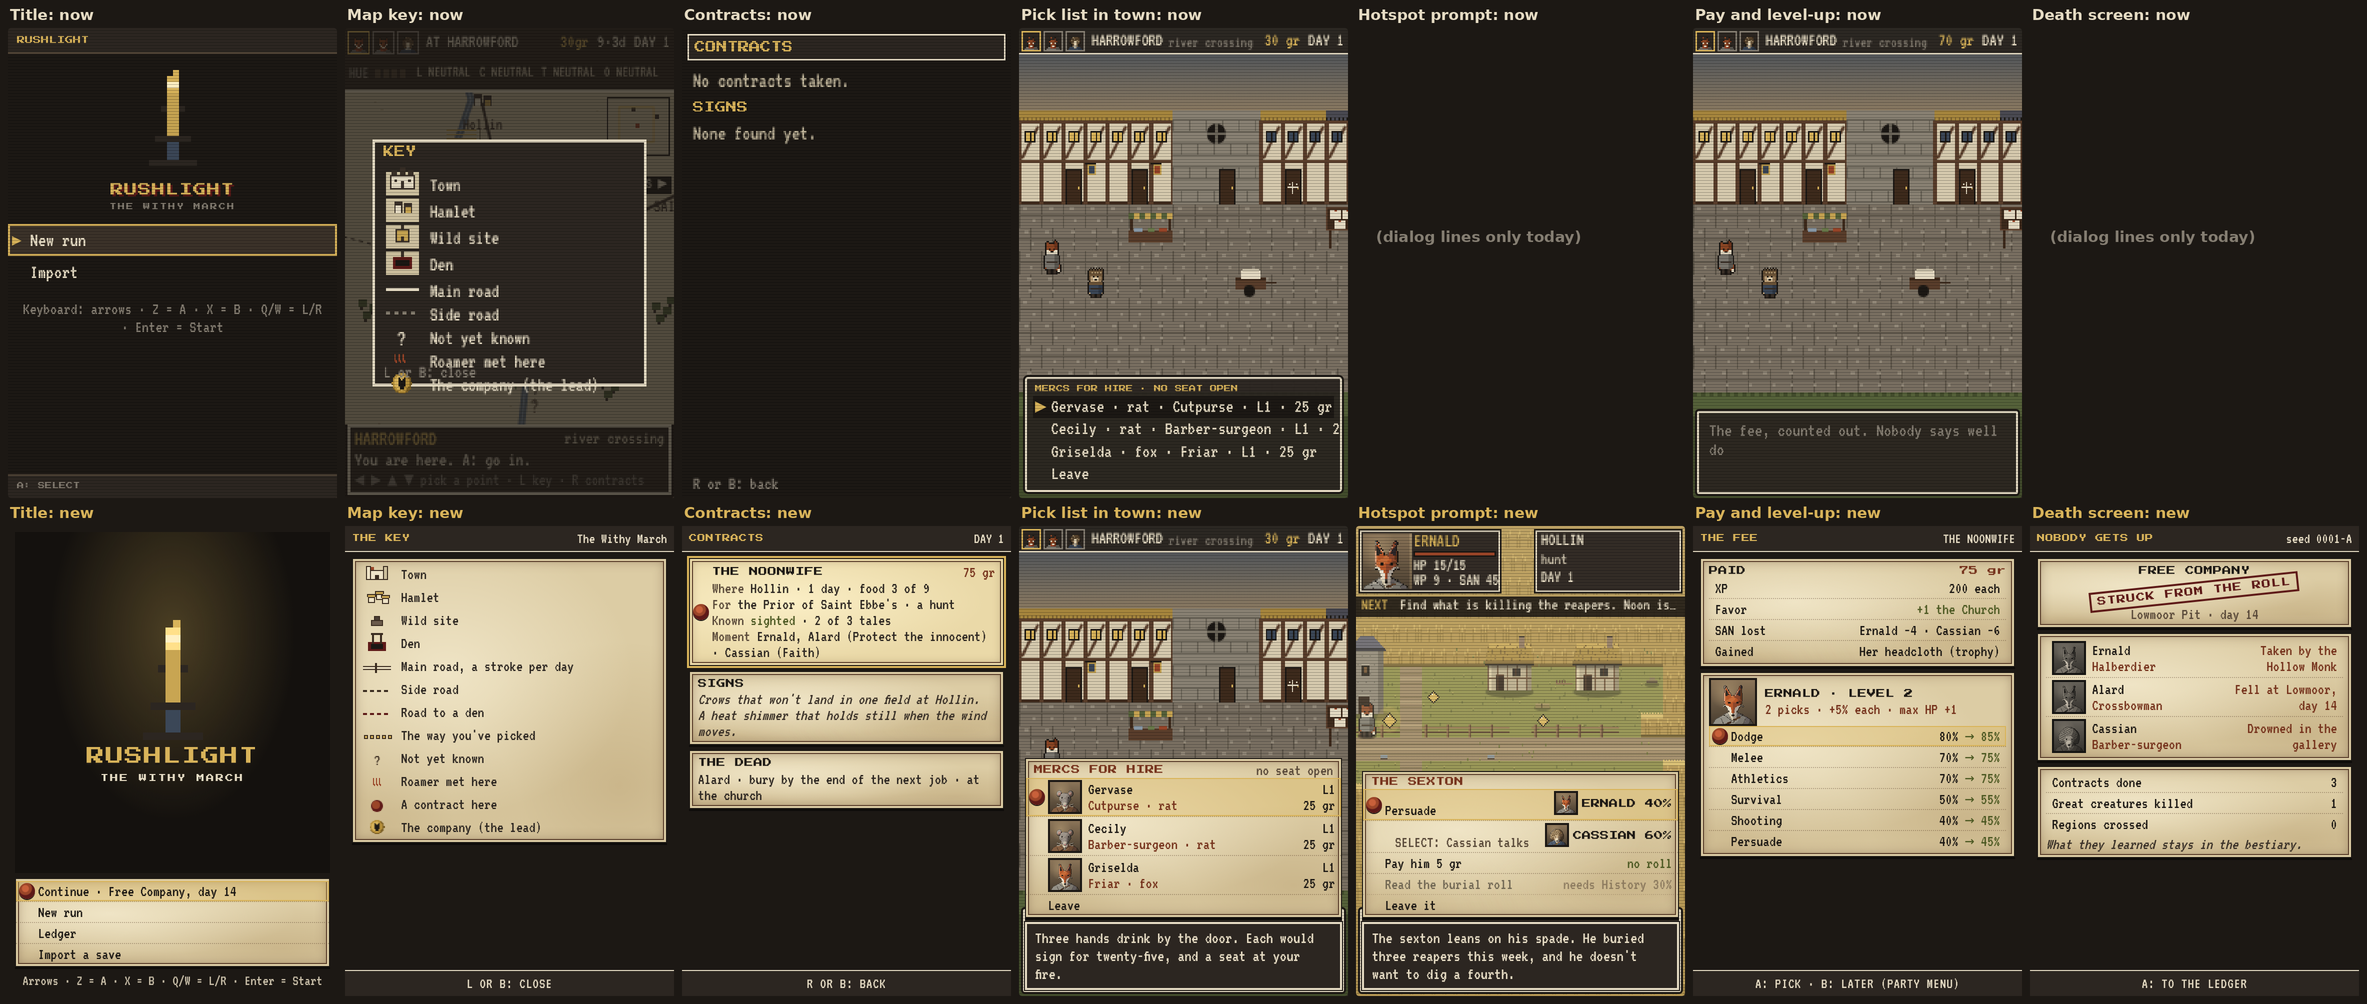 Title: now
RUSHLIGHT
RUSHLIGHT
THE WITHY MARCH
New run
Import
Keyboard: arrows · Z = A · X = B · Q/W = L/R
· Enter = Start
A: SELECT
Map key: now
AT HARROWFORD 30gr 9·3d DAY 1
HUE L NEUTRAL C NEUTRAL T NEUTRAL O NEUTRAL
Hollin
KEY
Town
Hamlet
Wild site
Den
Main road
Side road
? Not yet known
Roamer met here
L or B: close
The company (the lead)
HARROWFORD river crossing
You are here. A: go in.
◀ ▶ ▲ ▼ pick a point · L key · R contracts
Contracts: now
CONTRACTS
No contracts taken.
SIGNS
None found yet.
R or B: back
Pick list in town: now
HARROWFORD river crossing 30 gr DAY 1
MERCS FOR HIRE · NO SEAT OPEN
Gervase · rat · Cutpurse · L1 · 25 gr
Cecily · rat · Barber-surgeon · L1 · 2
Griselda · fox · Friar · L1 · 25 gr
Leave
Hotspot prompt: now
(dialog lines only today)
Pay and level-up: now
HARROWFORD river crossing 70 gr DAY 1
The fee, counted out. Nobody says well
do
Death screen: now
(dialog lines only today)
Title: new
RUSHLIGHT
THE WITHY MARCH
Continue · Free Company, day 14
New run
Ledger
Import a save
Arrows · Z = A · X = B · Q/W = L/R · Enter = Start
Map key: new
THE KEY The Withy March
Town
Hamlet
Wild site
Den
Main road, a stroke per day
Side road
Road to a den
The way you've picked
? Not yet known
Roamer met here
A contract here
The company (the lead)
L OR B: CLOSE
Contracts: new
CONTRACTS DAY 1
THE NOONWIFE 75 gr
Where Hollin · 1 day · food 3 of 9
For the Prior of Saint Ebbe's · a hunt
Known sighted · 2 of 3 tales
Moment Ernald, Alard (Protect the innocent)
· Cassian (Faith)
SIGNS
Crows that won't land in one field at Hollin.
A heat shimmer that holds still when the wind
moves.
THE DEAD
Alard · bury by the end of the next job · at
the church
R OR B: BACK
Pick list in town: new
HARROWFORD river crossing 30 gr DAY 1
MERCS FOR HIRE no seat open
Gervase L1
Cutpurse · rat 25 gr
Cecily L1
Barber-surgeon · rat 25 gr
Griselda L1
Friar · fox 25 gr
Leave
Three hands drink by the door. Each would
sign for twenty-five, and a seat at your
fire.
Hotspot prompt: new
ERNALD
HP 15/15
WP 9 · SAN 45
HOLLIN
hunt
DAY 1
NEXT Find what is killing the reapers. Noon is…
THE SEXTON
Persuade ERNALD 40%
CASSIAN 60%
SELECT: Cassian talks
Pay him 5 gr no roll
Read the burial roll needs History 30%
Leave it
The sexton leans on his spade. He buried
three reapers this week, and he doesn't
want to dig a fourth.
Pay and level-up: new
THE FEE THE NOONWIFE
PAID 75 gr
XP 200 each
Favor +1 the Church
SAN lost Ernald -4 · Cassian -6
Gained Her headcloth (trophy)
ERNALD · LEVEL 2
2 picks · +5% each · max HP +1
Dodge 80% → 85%
Melee 70% → 75%
Athletics 70% → 75%
Survival 50% → 55%
Shooting 40% → 45%
Persuade 40% → 45%
A: PICK · B: LATER (PARTY MENU)
Death screen: new
NOBODY GETS UP seed 0001-A
FREE COMPANY
STRUCK FROM THE ROLL
Lowmoor Pit · day 14
Ernald Taken by the
Halberdier Hollow Monk
Alard Fell at Lowmoor,
Crossbowman day 14
Cassian Drowned in the
Barber-surgeon gallery
Contracts done 3
Great creatures killed 1
Regions crossed 0
What they learned stays in the bestiary.
A: TO THE LEDGER